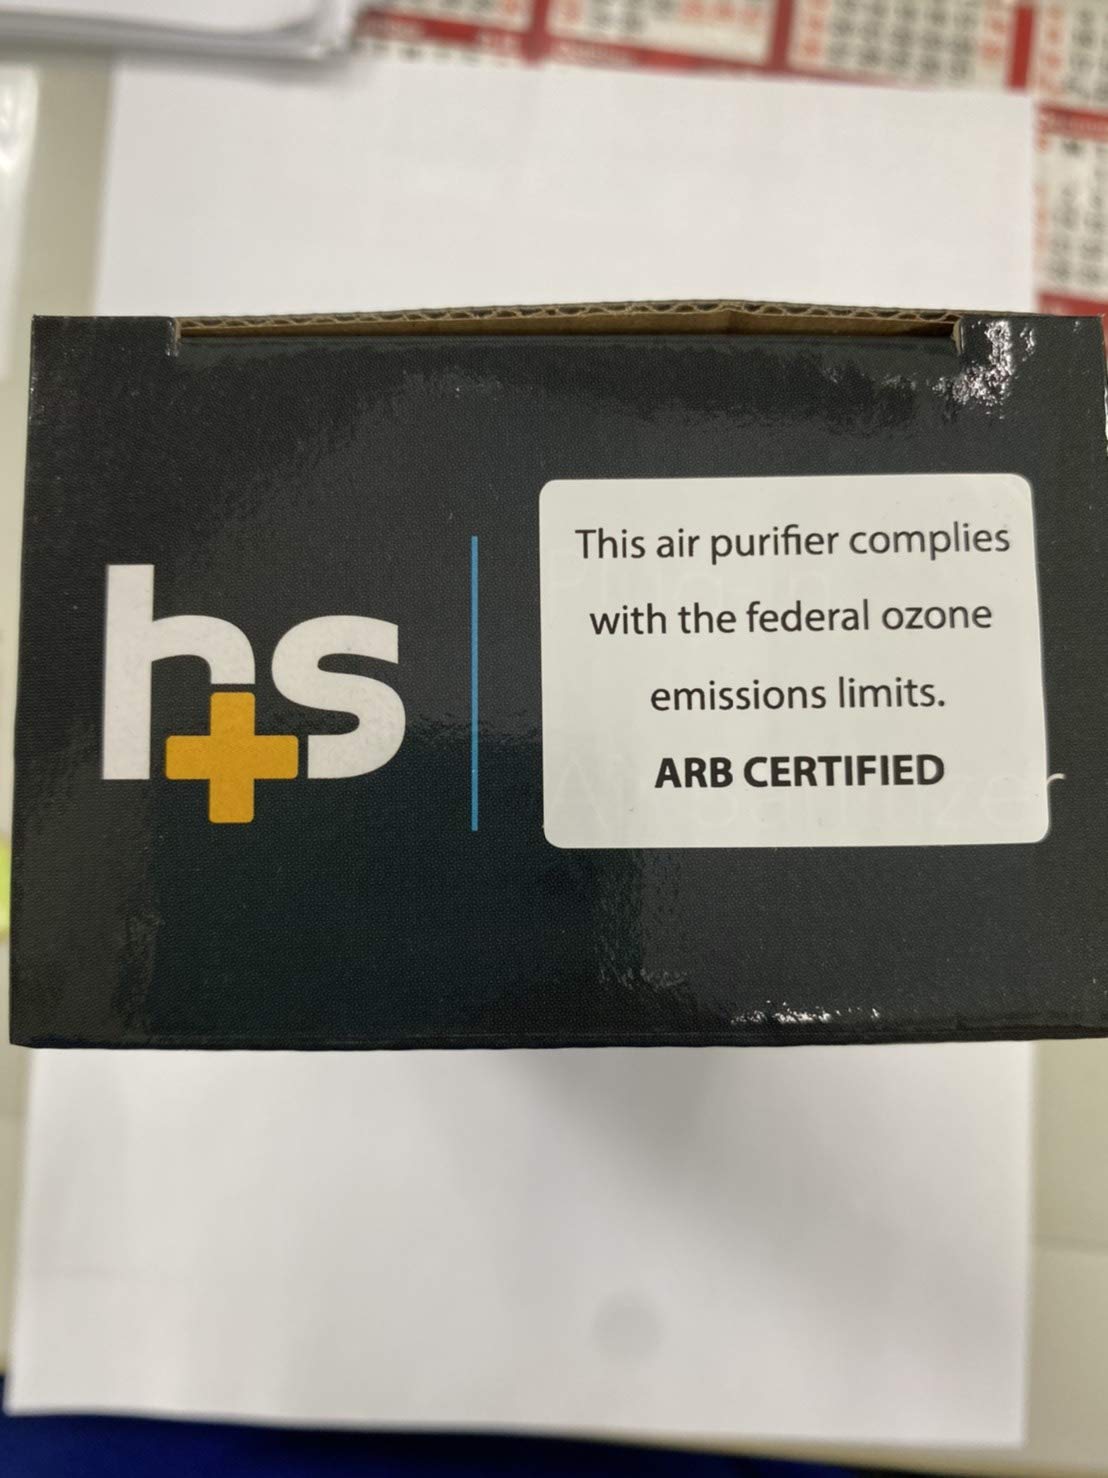 hs
This air purifier complies
with the federal ozone
emissions limits.
ARB CERTIFIED